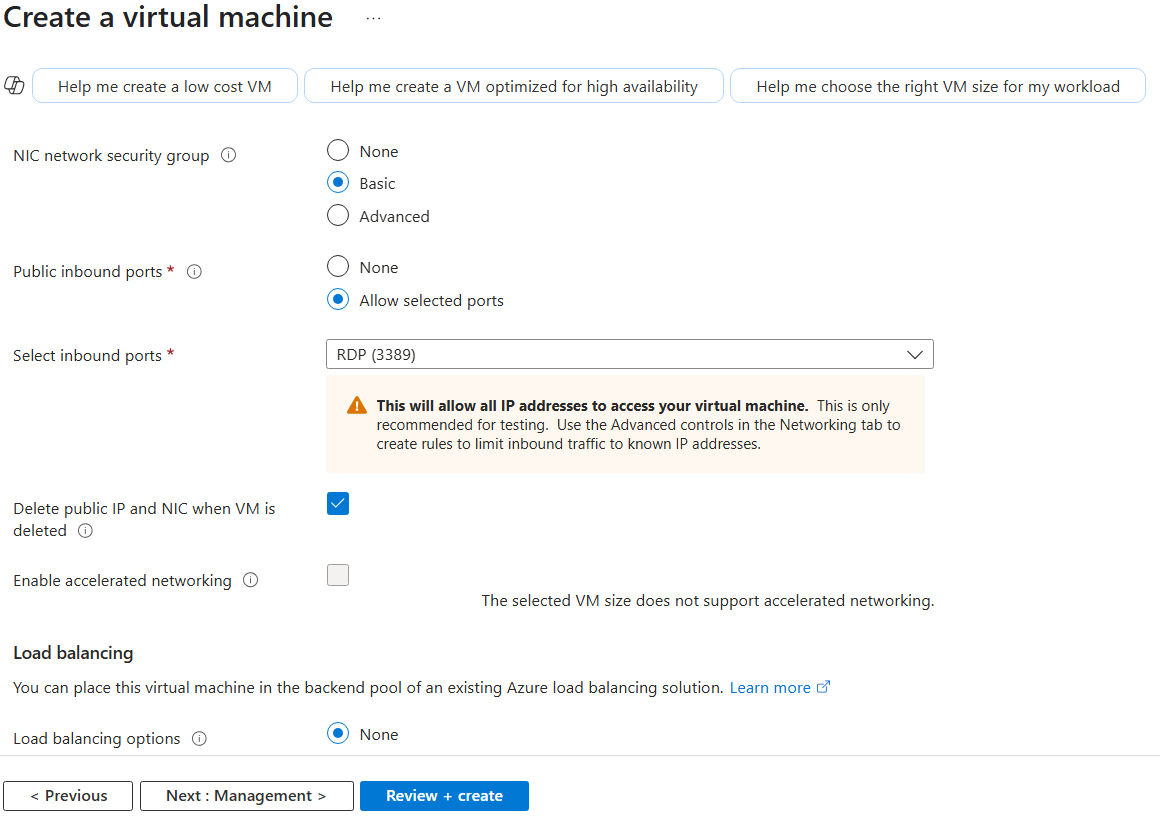 Create a virtual machine ...
Help me create a low cost VM
Help me create a VM optimized for high availability
Help me choose the right VM size for my workload
NIC network security group
None
Basic
Advanced
Public inbound ports *
None
Allow selected ports
Select inbound ports *
RDP (3389)
This will allow all IP addresses to access your virtual machine. This is only
recommended for testing. Use the Advanced controls in the Networking tab to
create rules to limit inbound traffic to known IP addresses.
Delete public IP and NIC when VM is
deleted
Enable accelerated networking
The selected VM size does not support accelerated networking.
Load balancing
You can place this virtual machine in the backend pool of an existing Azure load balancing solution. Learn more
Load balancing options
None
< Previous
Next : Management >
Review + create